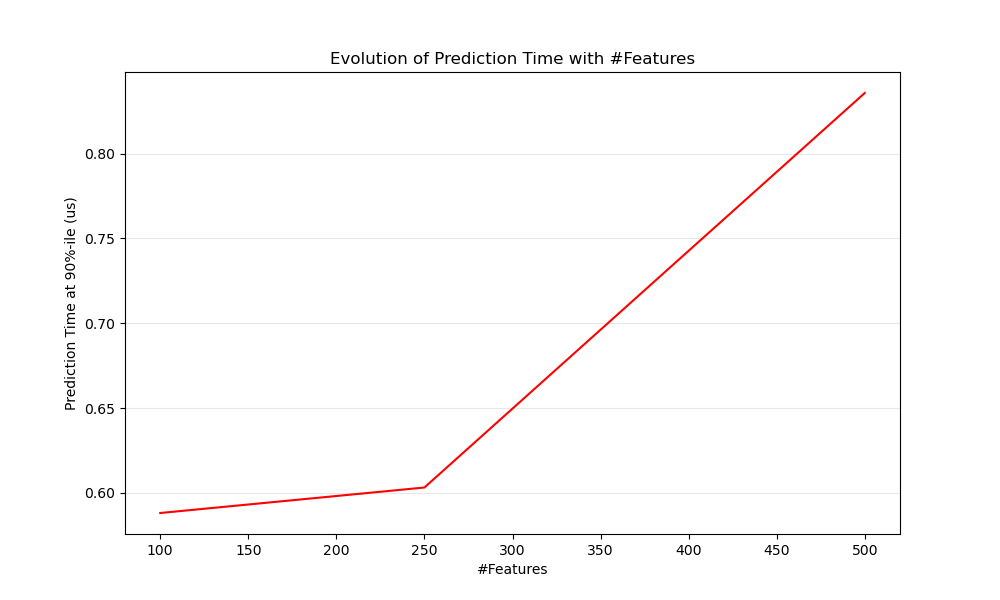 Evolution of Prediction Time with #Features
Prediction Time at 90%-ile (us)
0.80
0.75
0.70
0.65
0.60
100 150 200 250 300 350 400 450 500
#Features